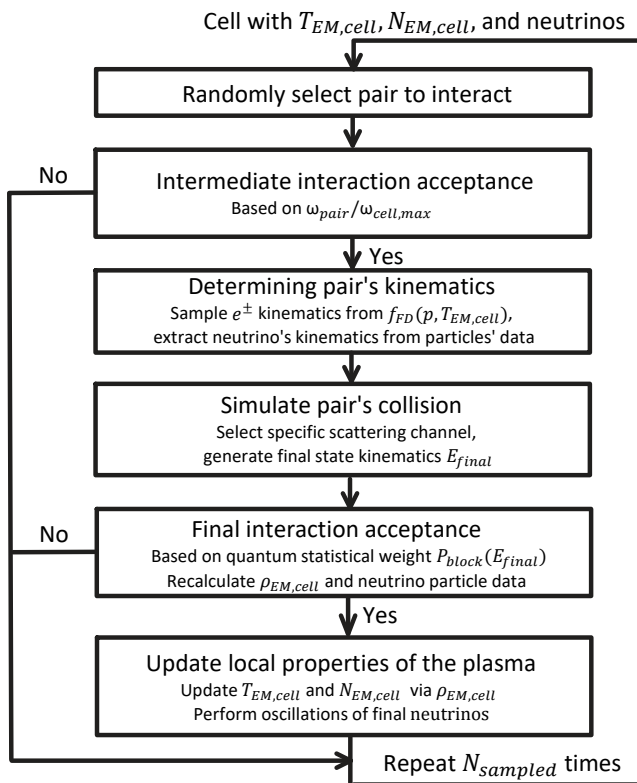 Cell with T_{EM,cell}, N_{EM,cell}, and neutrinos
Randomly select pair to interact
No
Intermediate interaction acceptance
Based on ω_{pair}/ω_{cell,max}
Yes
Determining pair's kinematics
Sample e^± kinematics from f_{FD}(p, T_{EM,cell}),
extract neutrino's kinematics from particles' data
Simulate pair's collision
Select specific scattering channel,
generate final state kinematics E_{final}
No
Final interaction acceptance
Based on quantum statistical weight P_{block}(E_{final})
Recalculate ρ_{EM,cell} and neutrino particle data
Yes
Update local properties of the plasma
Update T_{EM,cell} and N_{EM,cell} via ρ_{EM,cell}
Perform oscillations of final neutrinos
Repeat N_{sampled} times